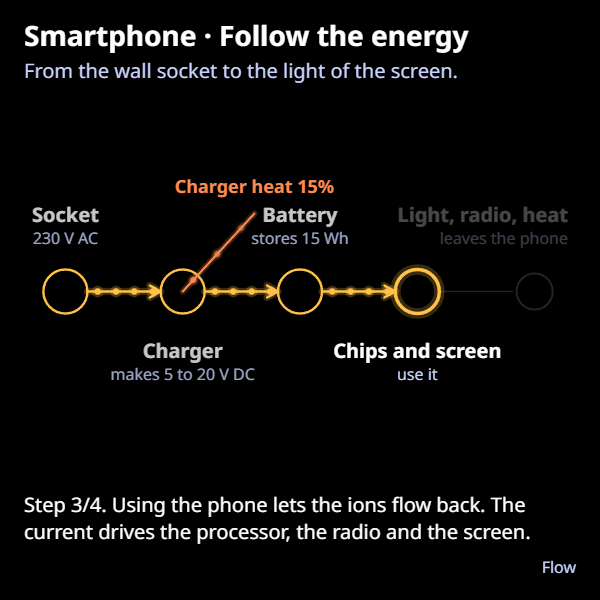 Smartphone · Follow the energy
From the wall socket to the light of the screen.
Charger heat 15%
Socket
230 V AC
Battery
stores 15 Wh
Light, radio, heat
leaves the phone
Charger
makes 5 to 20 V DC
Chips and screen
use it
Step 3/4. Using the phone lets the ions flow back. The
current drives the processor, the radio and the screen.
Flow